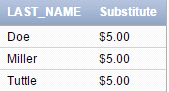 LAST_NAME Substitute
Doe $5.00
Miller $5.00
Tuttle $5.00